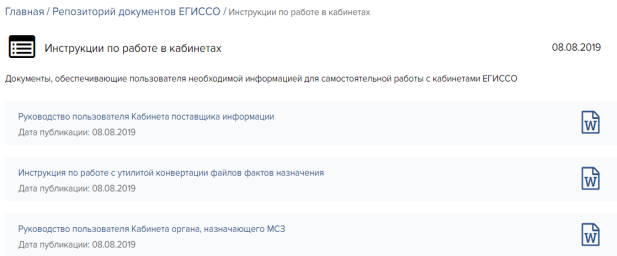 Главная / Репозиторий документов ЕГИССО / Инструкции по работе в кабинетах
Инструкции по работе в кабинетах 08.08.2019
Документы, обеспечивающие пользователя необходимой информацией для самостоятельной работы с кабинетами ЕГИССО
Руководство пользователя Кабинета поставщика информации
Дата публикации: 08.08.2019
Инструкция по работе с утилитой конвертации файлов фактов назначения
Дата публикации: 08.08.2019
Руководство пользователя Кабинета органа, назначающего МСЗ
Дата публикации: 08.08.2019